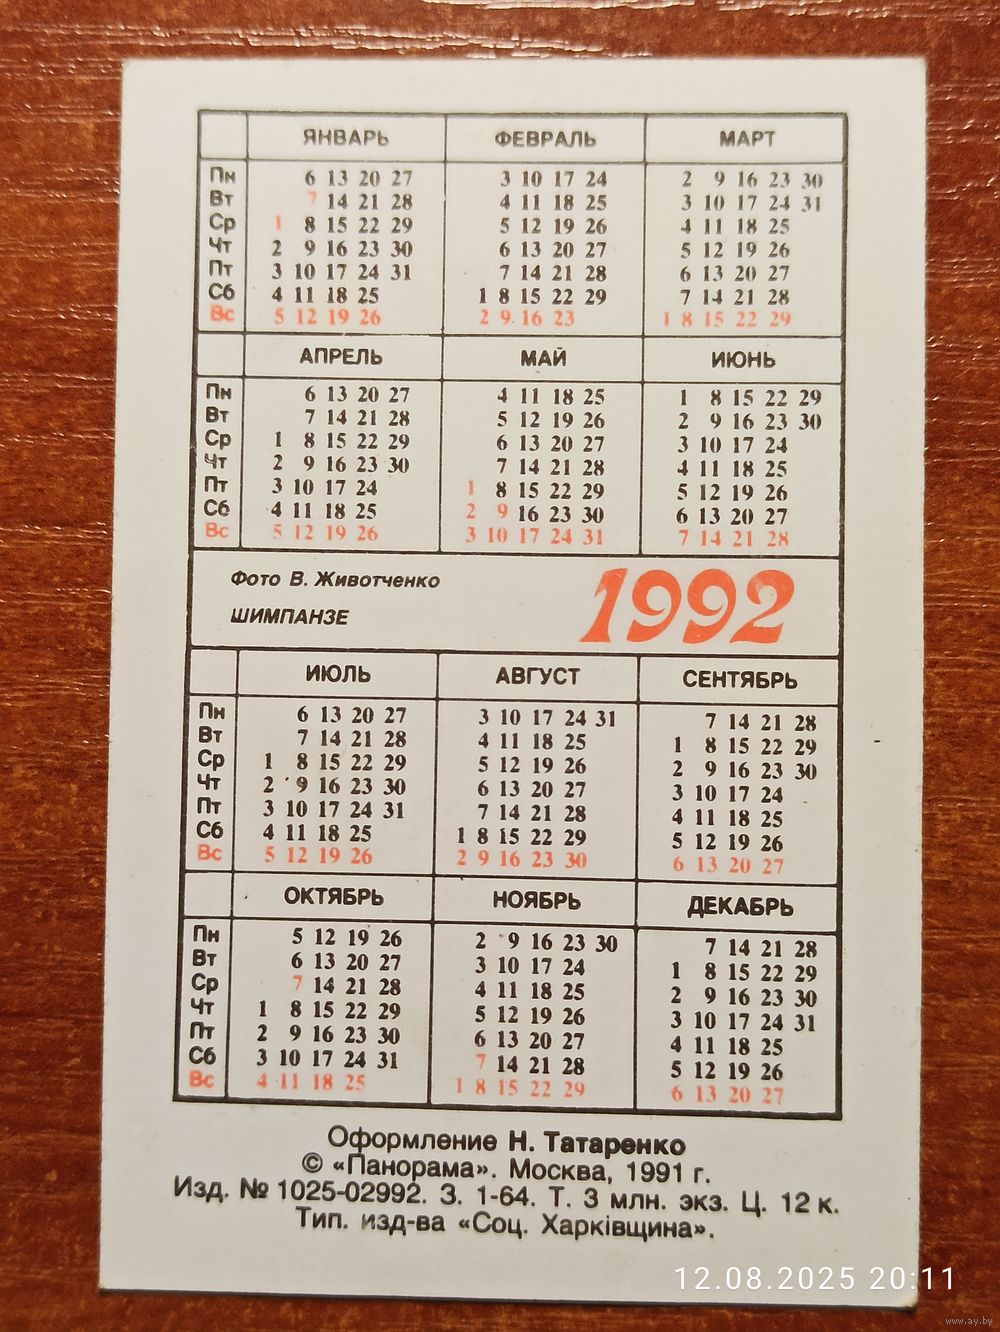 ЯНВАРЬ ФЕВРАЛЬ МАРТ
Пн 6 13 20 27 3 10 17 24 2 9 16 23 30
Вт 7 14 21 28 4 11 18 25 3 10 17 24 31
Ср 1 8 15 22 29 5 12 19 26 4 11 18 25
Чт 2 9 16 23 30 6 13 20 27 5 12 19 26
Пт 3 10 17 24 31 7 14 21 28 6 13 20 27
Сб 4 11 18 25 1 8 15 22 29 7 14 21 28
Вс 5 12 19 26 2 9 16 23 1 8 15 22 29
АПРЕЛЬ МАЙ ИЮНЬ
Пн 6 13 20 27 4 11 18 25 1 8 15 22 29
Вт 7 14 21 28 5 12 19 26 2 9 16 23 30
Ср 1 8 15 22 29 6 13 20 27 3 10 17 24
Чт 2 9 16 23 30 7 14 21 28 4 11 18 25
Пт 3 10 17 24 1 8 15 22 29 5 12 19 26
Сб 4 11 18 25 2 9 16 23 30 6 13 20 27
Вс 5 12 19 26 3 10 17 24 31 7 14 21 28
Фото В. Животченко
ШИМПАНЗЕ
1992
ИЮЛЬ АВГУСТ СЕНТЯБРЬ
Пн 6 13 20 27 3 10 17 24 31 7 14 21 28
Вт 7 14 21 28 4 11 18 25 1 8 15 22 29
Ср 1 8 15 22 29 5 12 19 26 2 9 16 23 30
Чт 2 9 16 23 30 6 13 20 27 3 10 17 24
Пт 3 10 17 24 31 7 14 21 28 4 11 18 25
Сб 4 11 18 25 1 8 15 22 29 5 12 19 26
Вс 5 12 19 26 2 9 16 23 30 6 13 20 27
ОКТЯБРЬ НОЯБРЬ ДЕКАБРЬ
Пн 5 12 19 26 2 9 16 23 30 7 14 21 28
Вт 6 13 20 27 3 10 17 24 1 8 15 22 29
Ср 7 14 21 28 4 11 18 25 2 9 16 23 30
Чт 1 8 15 22 29 5 12 19 26 3 10 17 24 31
Пт 2 9 16 23 30 6 13 20 27 4 11 18 25
Сб 3 10 17 24 31 7 14 21 28 5 12 19 26
Вс 4 11 18 25 1 8 15 22 29 6 13 20 27
Оформление Н. Татаренко
© «Панорама». Москва, 1991 г.
Изд. № 1025-02992. З. 1-64. Т. 3 млн. экз. Ц. 12 к.
Тип. изд-ва «Соц. Харкiвщина».
12.08.2025 20:11
www.ay.by